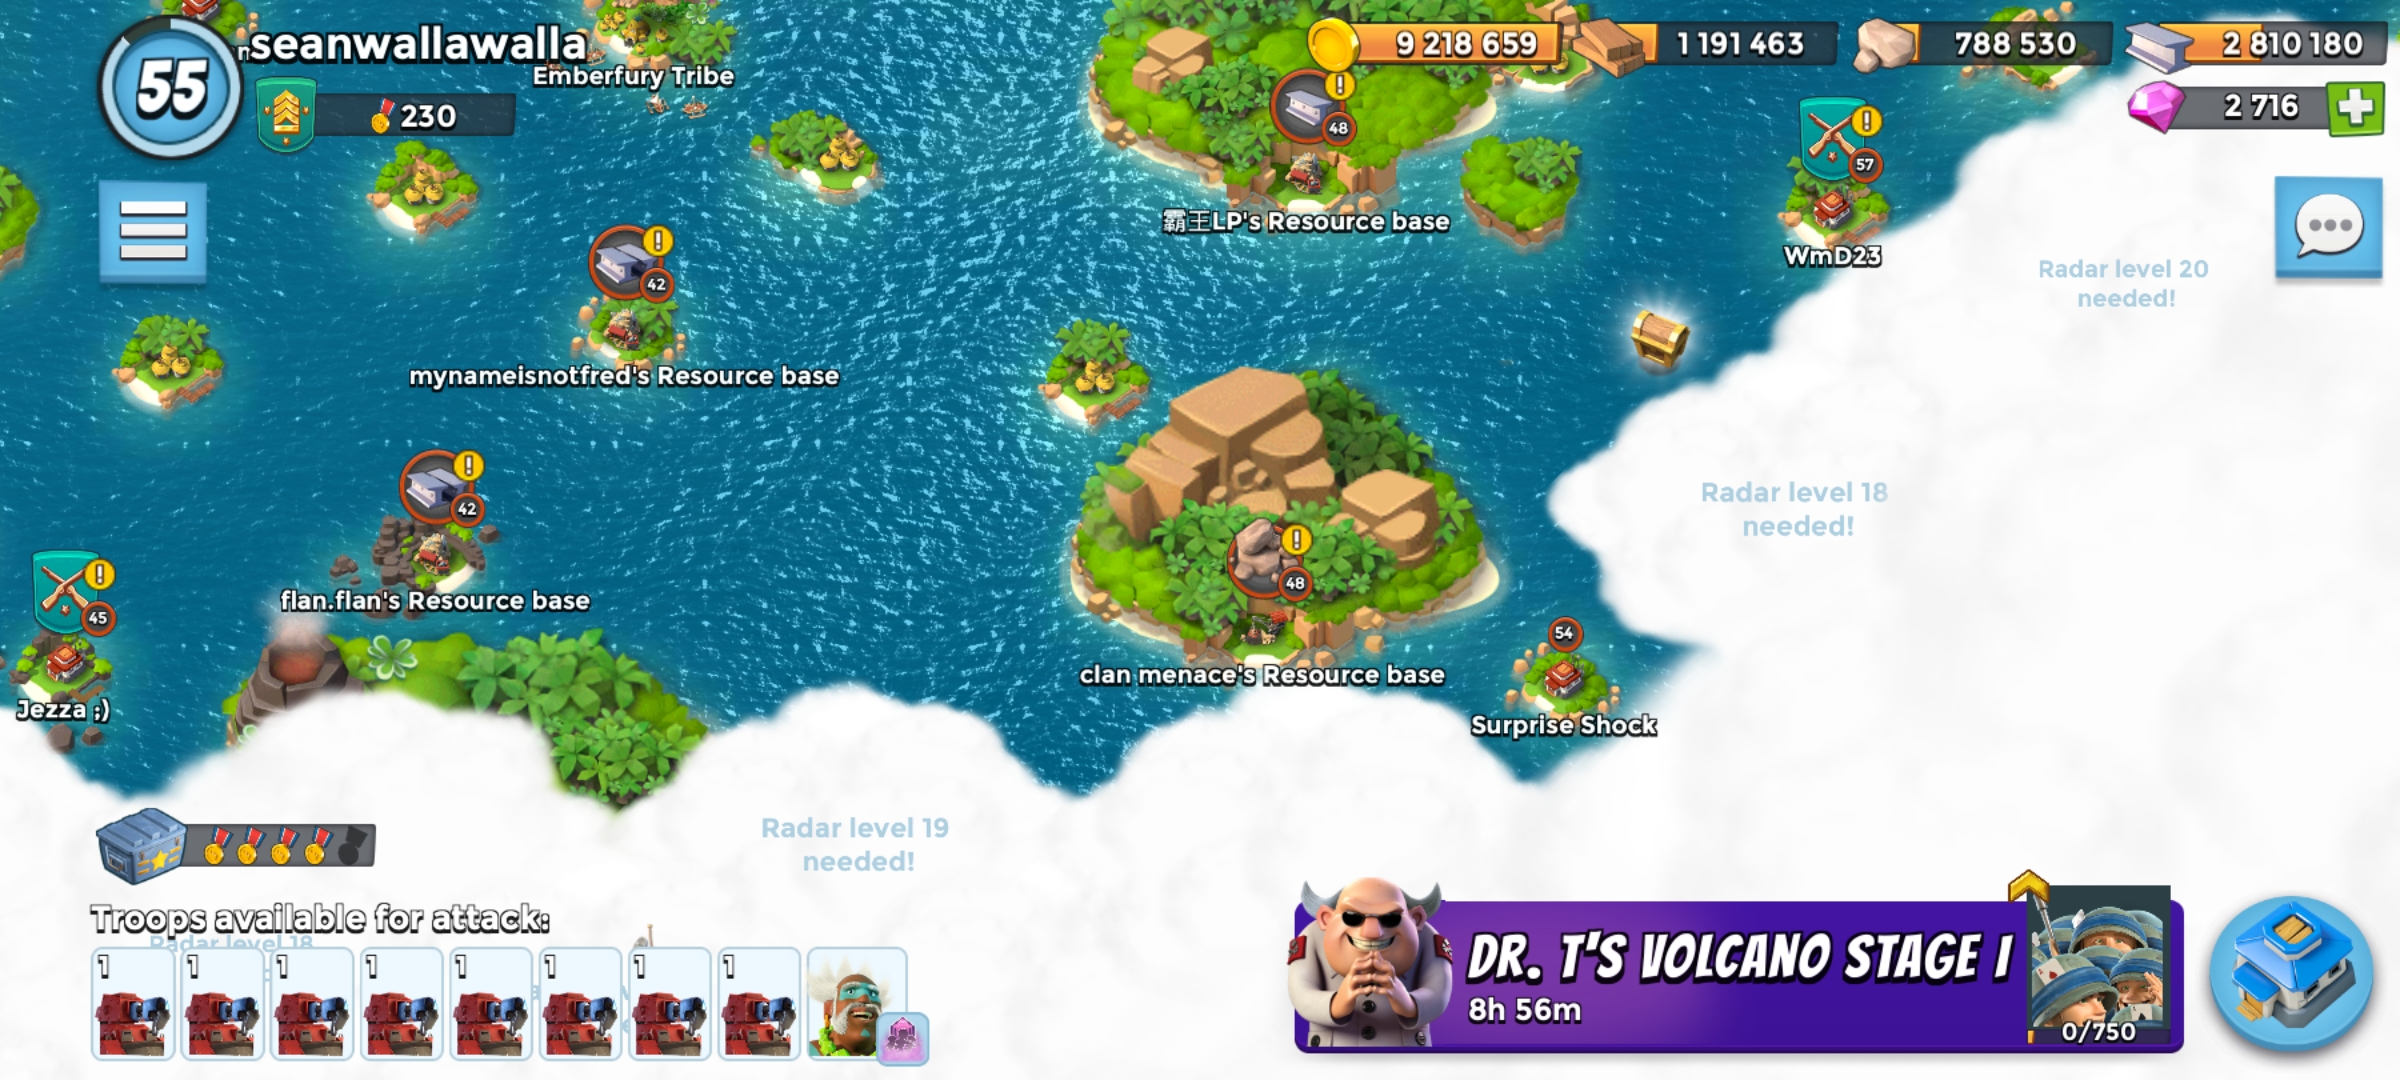 seanwallawalla
55
230
Emberfury Tribe
9 218 659
1 191 463
788 530
2 810 180
2 716
!
48
霸王LP's Resource base
!
57
WmD23
Radar level 20
needed!
!
42
mynameisnotfred's Resource base
!
42
flan.flan's Resource base
!
45
Jezza ;)
Radar level 18
needed!
!
48
clan menace's Resource base
54
Surprise Shock
Radar level 19
needed!
Troops available for attack:
Radar level 18
1
1
1
1
1
1
1
1
DR. T'S VOLCANO STAGE I
8h 56m
0/750